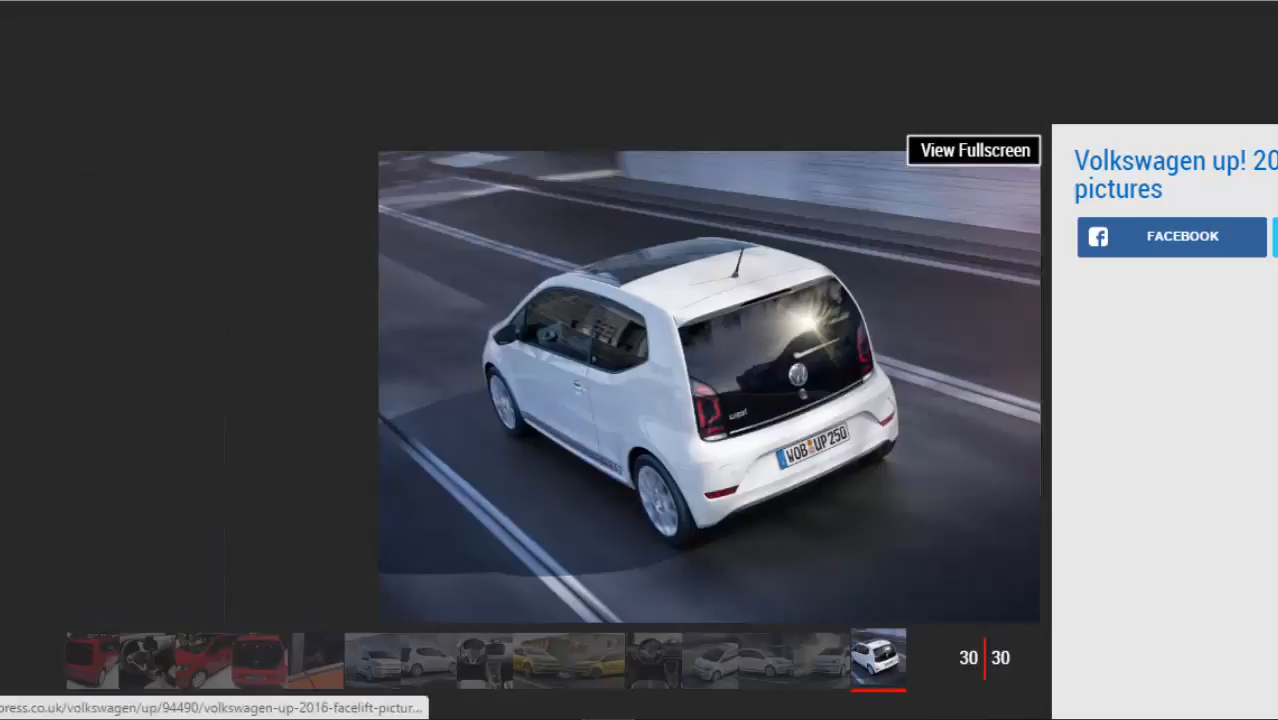 View Fullscreen
Volkswagen up! 20
pictures
FACEBOOK
WOB UP 250
30 30
press.co.uk/volkswagen/up/94490/volkswagen-up-2016-facelift-pictur...